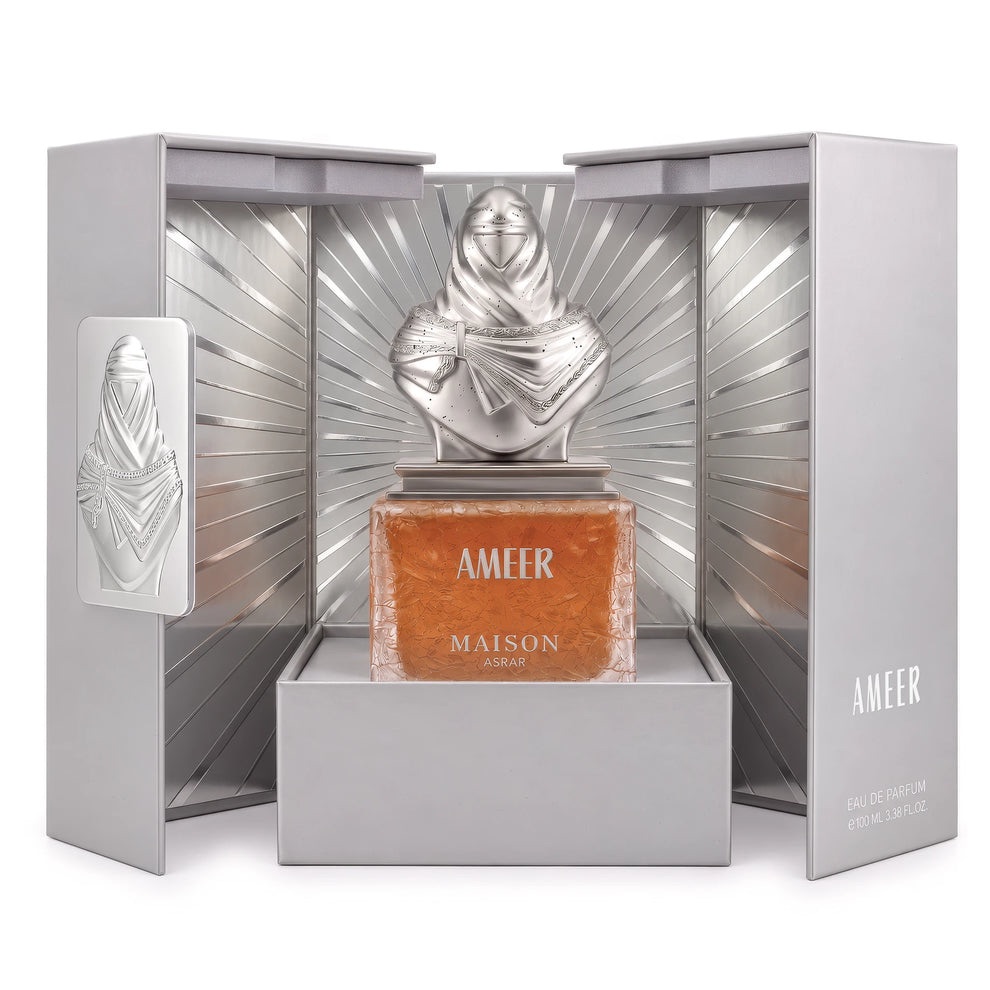 AMEER
MAISON
ASRAR
AMEER
EAU DE PARFUM
℮100 ML 3.38 FL.OZ.